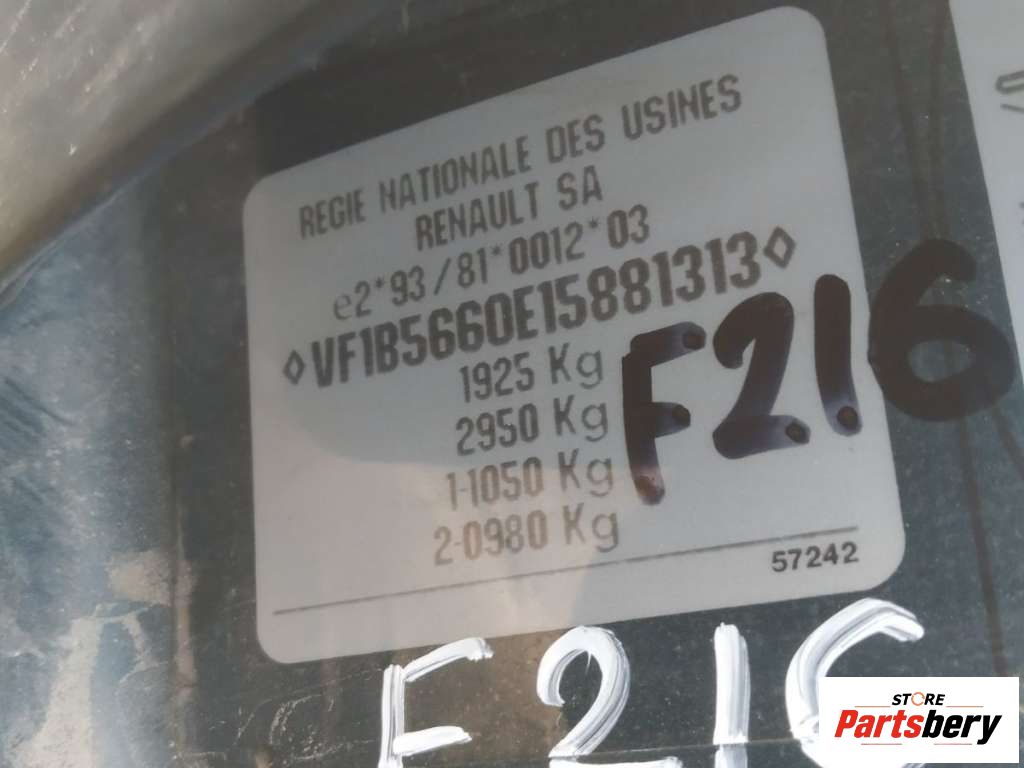 REGIE NATIONALE DES USINES
RENAULT SA
e2*93/81*0012*03
◊VF1B5660E15881313◊
1925 Kg
2950 Kg
1-1050 Kg
2-0980 Kg
F216
57242
F216
STORE
Partsbery